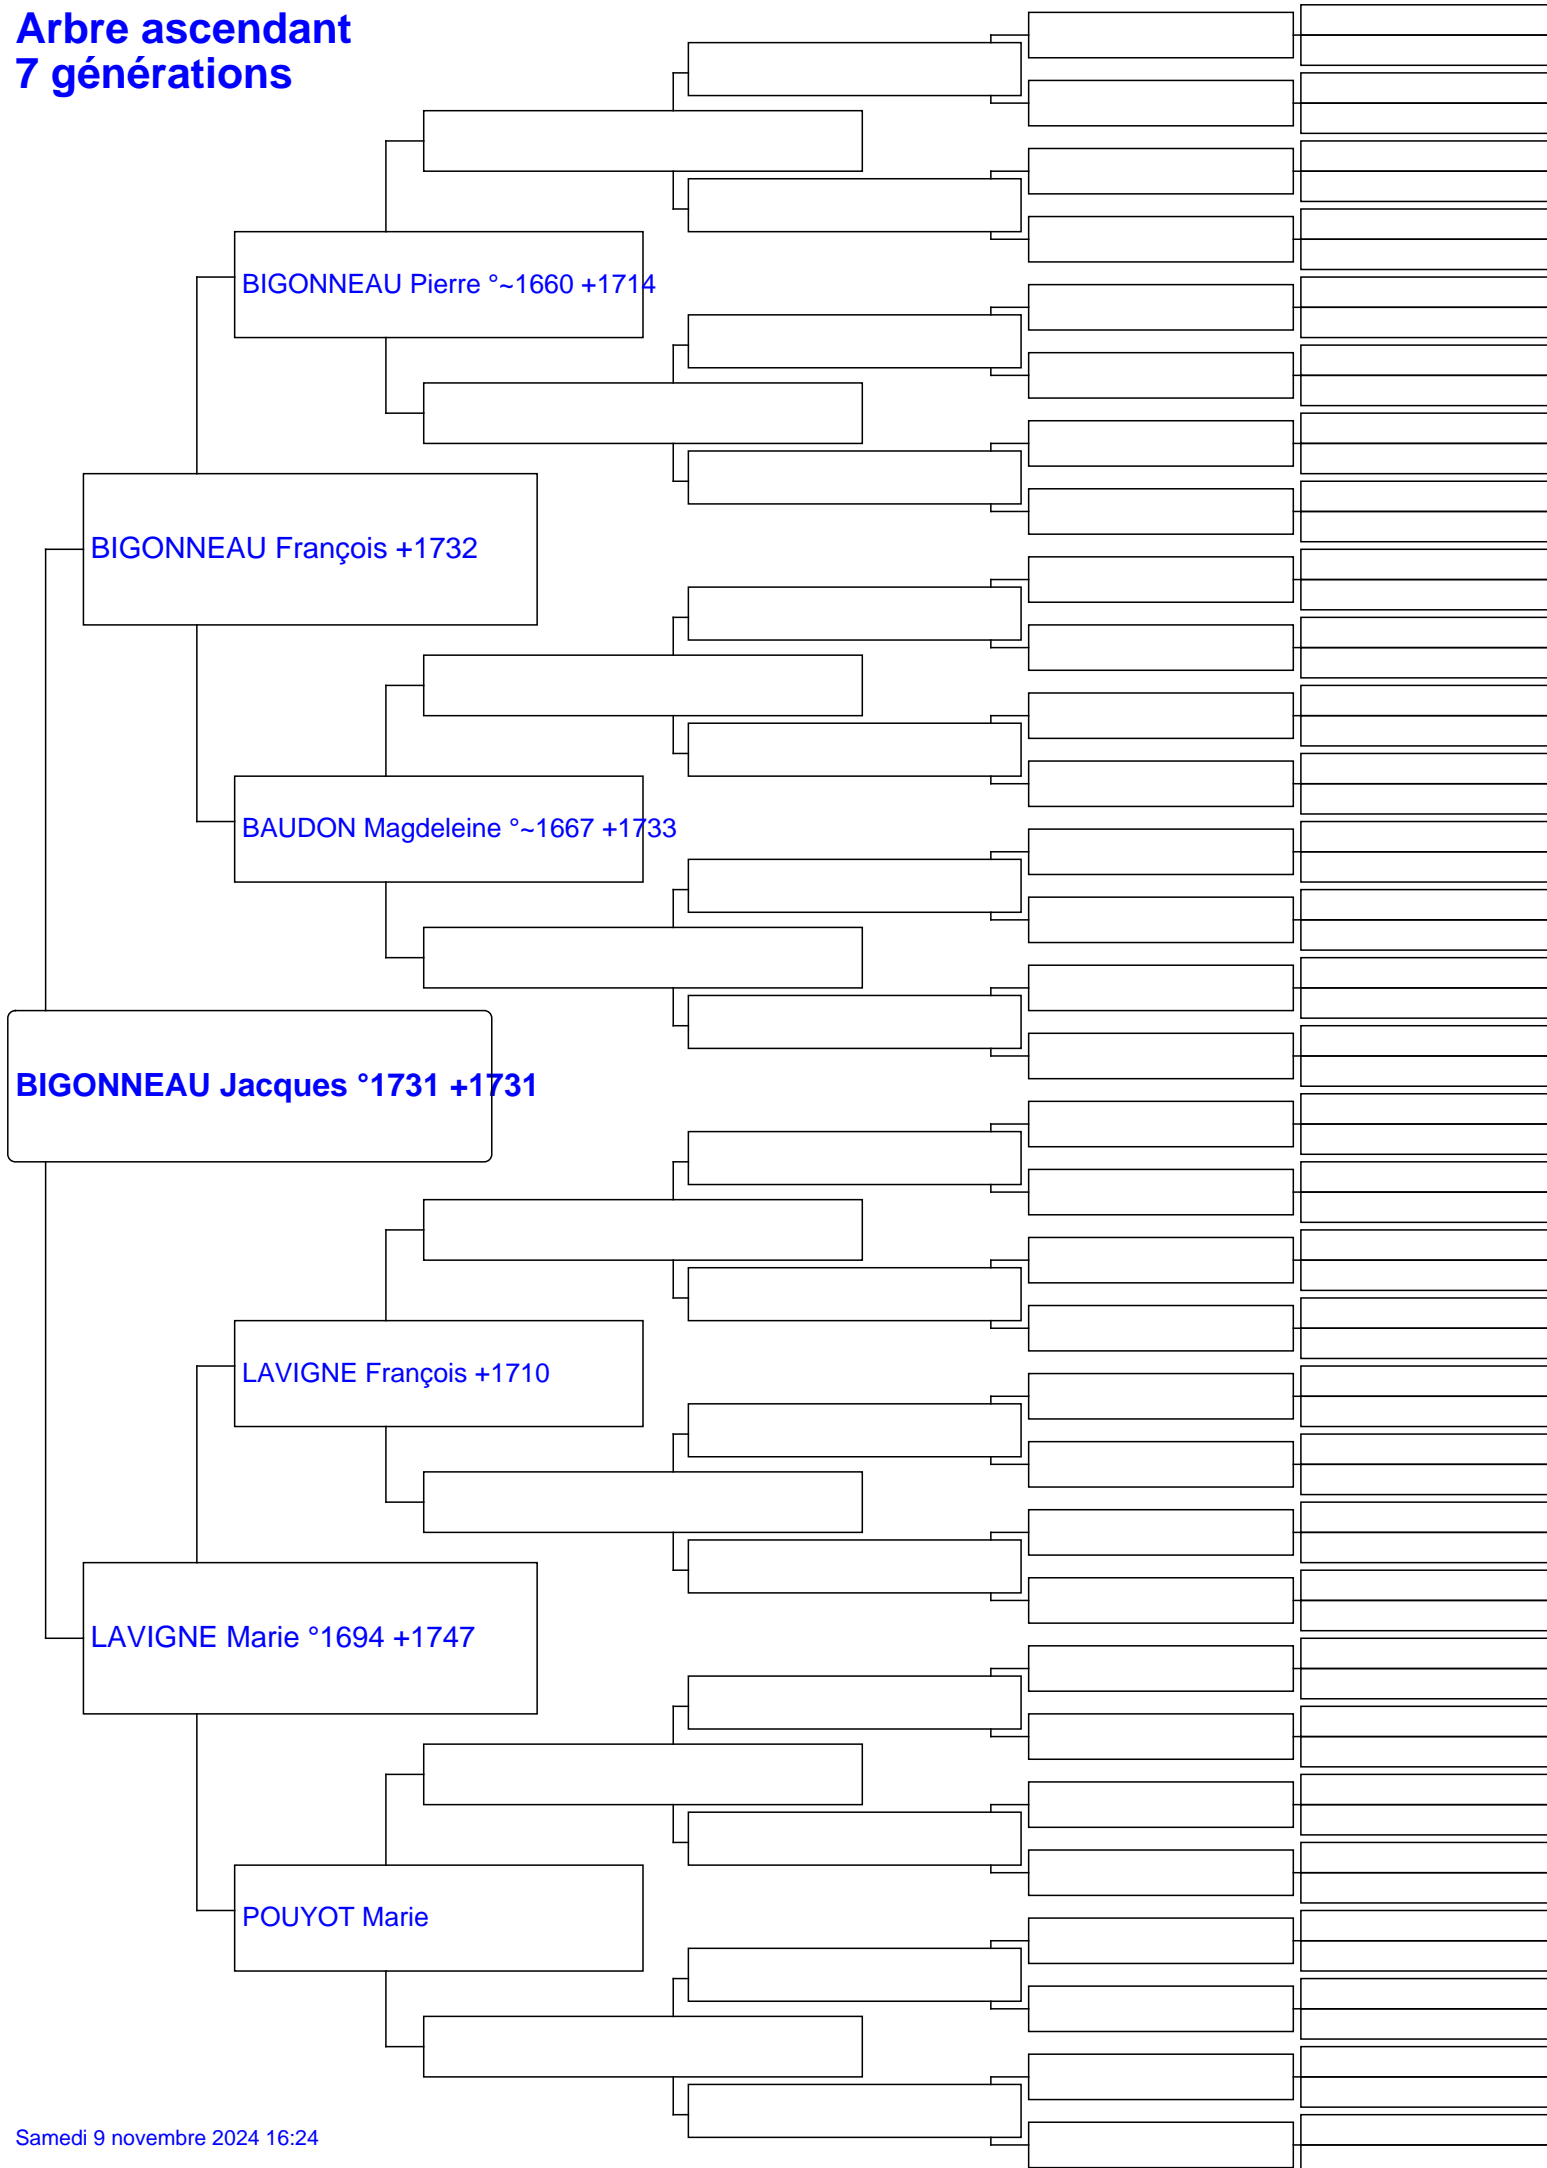 Arbre ascendant
7 générations
BIGONNEAU Pierre °~1660 +1714
BIGONNEAU François +1732
BAUDON Magdeleine °~1667 +1733
BIGONNEAU Jacques °1731 +1731
LAVIGNE François +1710
LAVIGNE Marie °1694 +1747
POUYOT Marie
Samedi 9 novembre 2024 16:24